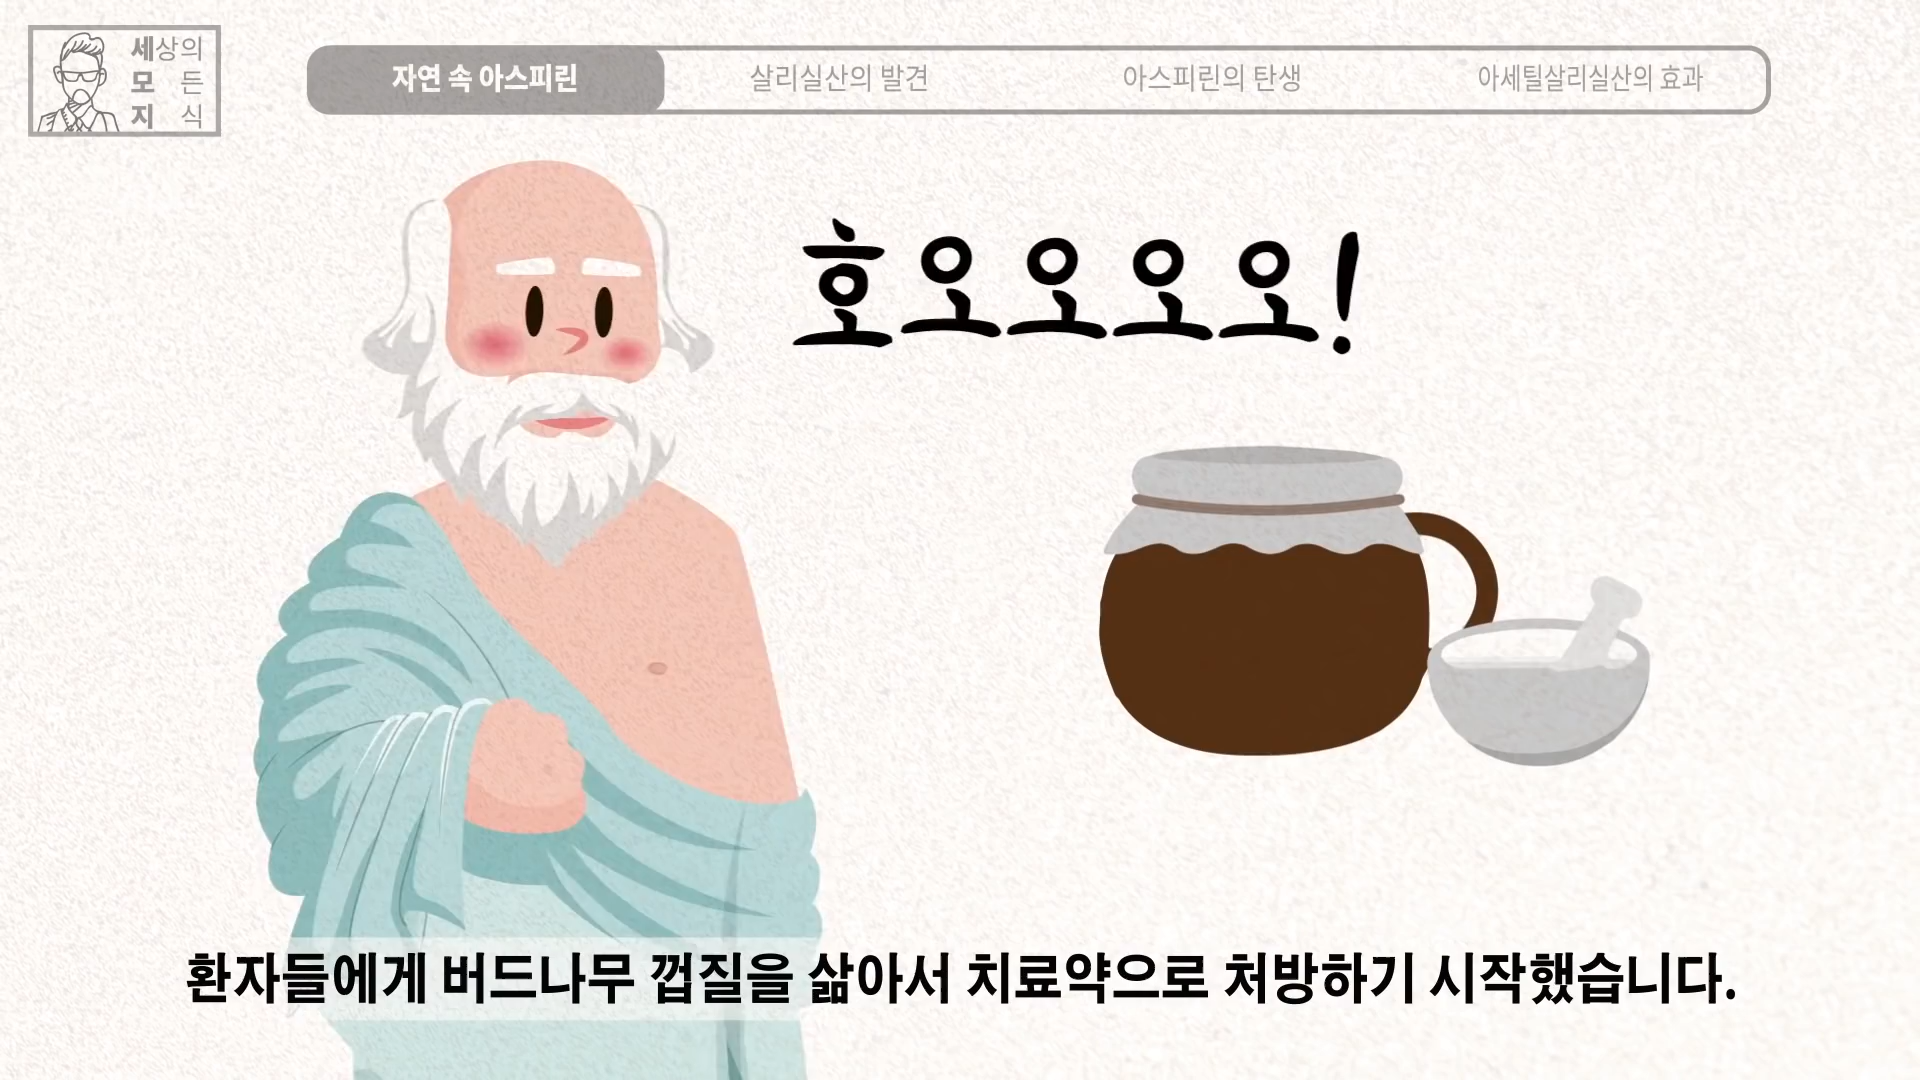 세상의
모 든
지 식
자연 속 아스피린 살리실산의 발견 아스피린의 탄생 아세틸살리실산의 효과
호오오오오!
환자들에게 버드나무 껍질을 삶아서 치료약으로 처방하기 시작했습니다.